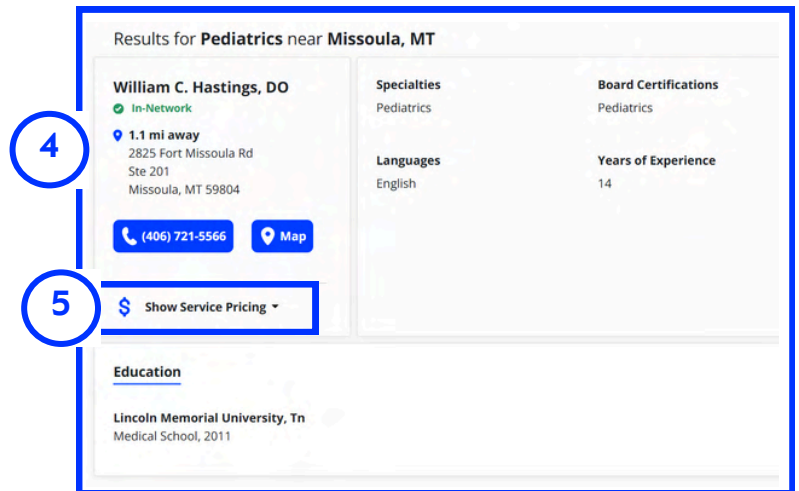 Results for Pediatrics near Missoula, MT
4
William C. Hastings, DO
In-Network
1.1 mi away
2825 Fort Missoula Rd
Ste 201
Missoula, MT 59804
(406) 721-5566
Map
Specialties
Pediatrics
Board Certifications
Pediatrics
Languages
English
Years of Experience
14
5
$ Show Service Pricing
Education
Lincoln Memorial University, Tn
Medical School, 2011